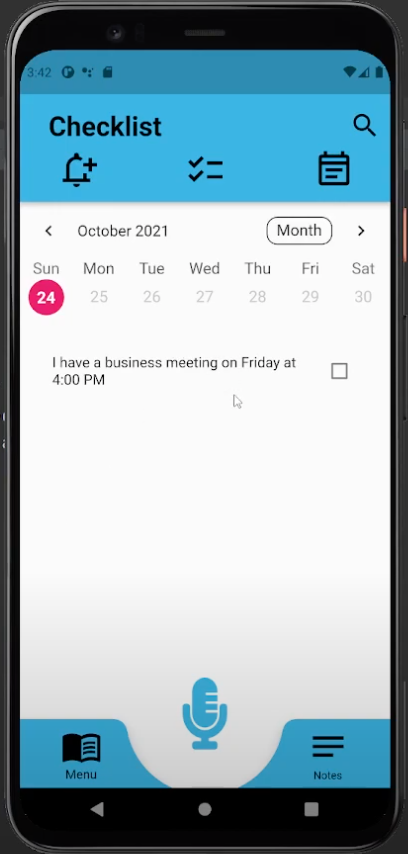 3:42
Checklist
October 2021
Month
Sun Mon Tue Wed Thu Fri Sat
24 25 26 27 28 29 30
I have a business meeting on Friday at
4:00 PM
Menu
Notes